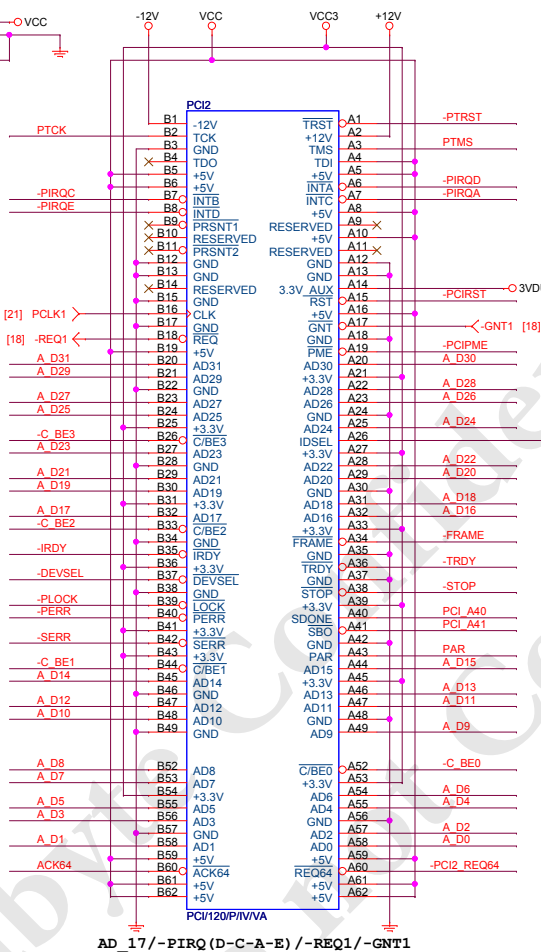 VCC
-12V VCC VCC3 +12V
PCI2
B1 -12V TRST A1 -PTRST
PTCK B2 TCK +12V A2
B3 GND TMS A3 PTMS
B4 TDO TDI A4
B5 +5V +5V A5
B6 +5V INTA A6 -PIRQD
-PIRQC B7 INTB INTC A7 -PIRQA
-PIRQE B8 INTD +5V A8
B9 PRSNT1 RESERVED A9
B10 RESERVED +5V A10
B11 PRSNT2 RESERVED A11
B12 GND GND A12
B13 GND GND A13
B14 RESERVED 3.3V_AUX A14 3VDU
B15 GND RST A15 -PCIRST
[21] PCLK1 B16 CLK +5V A16
B17 GND GNT A17 -GNT1 [18]
[18] -REQ1 B18 REQ GND A18
B19 +5V PME A19 -PCIPME
A_D31 B20 AD31 AD30 A20 A_D30
A_D29 B21 AD29 +3.3V A21
B22 GND AD28 A22 A_D28
A_D27 B23 AD27 AD26 A23 A_D26
A_D25 B24 AD25 GND A24
B25 +3.3V AD24 A25 A_D24
-C_BE3 B26 C/BE3 IDSEL A26
A_D23 B27 AD23 +3.3V A27
B28 GND AD22 A28 A_D22
A_D21 B29 AD21 AD20 A29 A_D20
A_D19 B30 AD19 GND A30
B31 +3.3V AD18 A31 A_D18
A_D17 B32 AD17 AD16 A32 A_D16
-C_BE2 B33 C/BE2 +3.3V A33
B34 GND FRAME A34 -FRAME
-IRDY B35 IRDY GND A35
B36 +3.3V TRDY A36 -TRDY
-DEVSEL B37 DEVSEL GND A37
B38 GND STOP A38 -STOP
-PLOCK B39 LOCK +3.3V A39
-PERR B40 PERR SDONE A40 PCI_A40
B41 +3.3V SBO A41 PCI_A41
-SERR B42 SERR GND A42
B43 +3.3V PAR A43 PAR
-C_BE1 B44 C/BE1 AD15 A44 A_D15
A_D14 B45 AD14 +3.3V A45
B46 GND AD13 A46 A_D13
A_D12 B47 AD12 AD11 A47 A_D11
A_D10 B48 AD10 GND A48
B49 GND AD9 A49 A_D9
A_D8 B52 AD8 C/BE0 A52 -C_BE0
A_D7 B53 AD7 +3.3V A53
B54 +3.3V AD6 A54 A_D6
A_D5 B55 AD5 AD4 A55 A_D4
A_D3 B56 AD3 GND A56
B57 GND AD2 A57 A_D2
A_D1 B58 AD1 AD0 A58 A_D0
B59 +5V +5V A59
ACK64 B60 ACK64 REQ64 A60 -PCI2_REQ64
B61 +5V +5V A61
B62 +5V +5V A62
PCI/120/P/IV/VA
AD_17/-PIRQ(D-C-A-E)/-REQ1/-GNT1